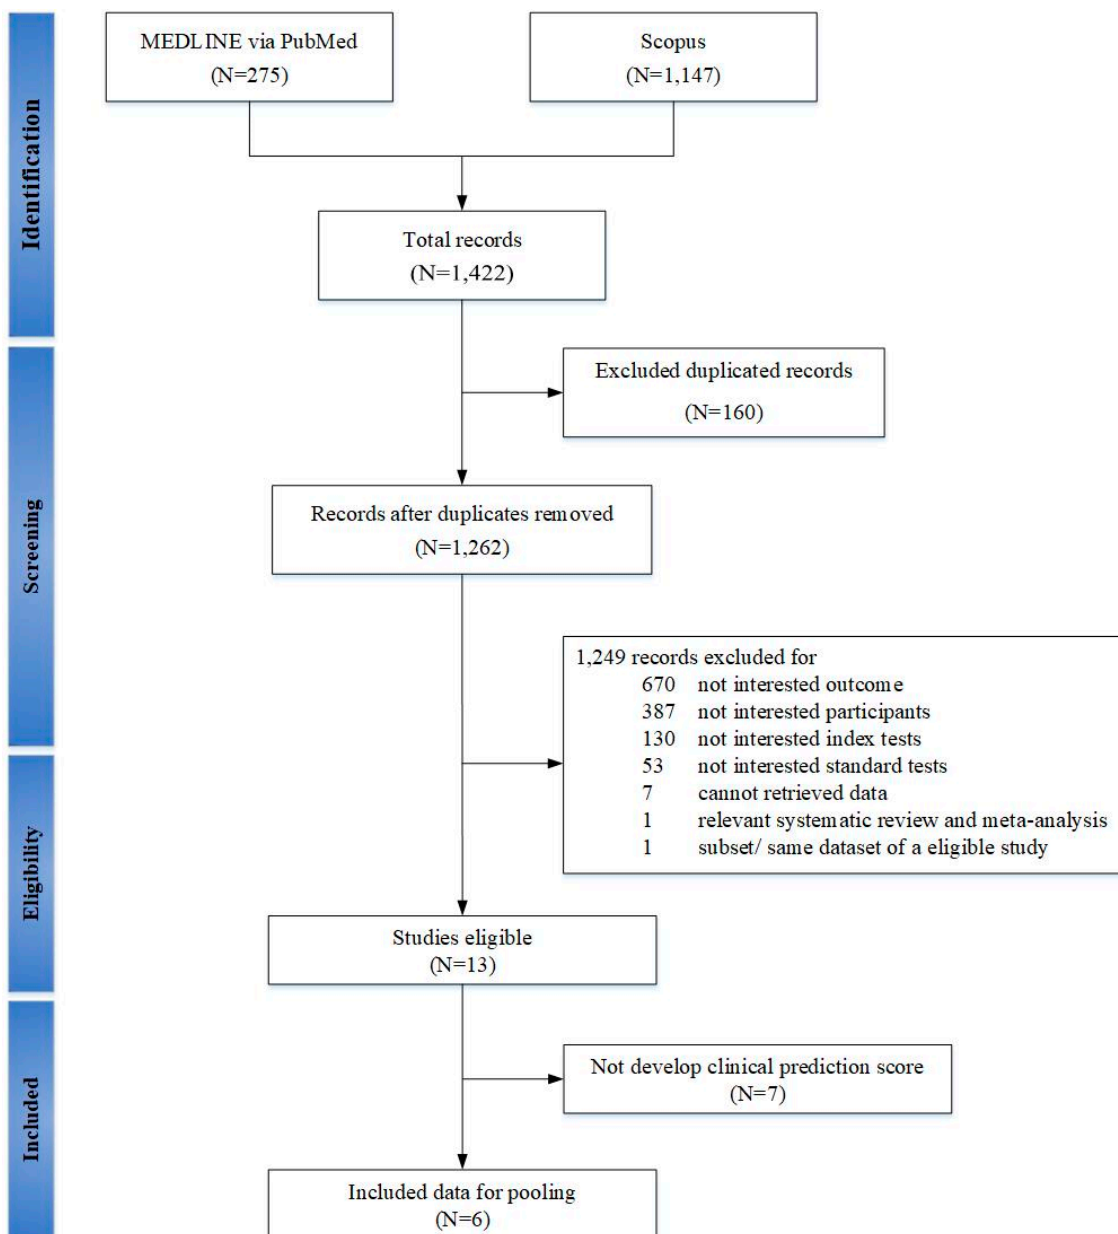 Identification
MEDLINE via PubMed
(N=275)
Scopus
(N=1,147)
Total records
(N=1,422)
Screening
Excluded duplicated records
(N=160)
Records after duplicates removed
(N=1,262)
1,249 records excluded for
670 not interested outcome
387 not interested participants
130 not interested index tests
53 not interested standard tests
7 cannot retrieved data
1 relevant systematic review and meta-analysis
1 subset/ same dataset of a eligible study
Eligibility
Studies eligible
(N=13)
Included
Not develop clinical prediction score
(N=7)
Included data for pooling
(N=6)